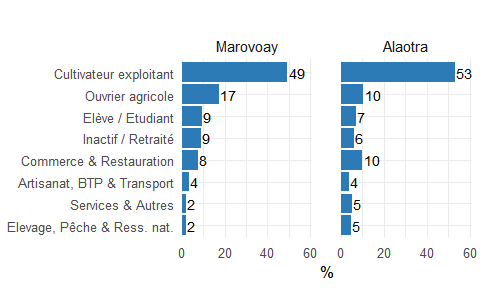 Marovoay Alaotra
Cultivateur exploitant 49 53
Ouvrier agricole 17 10
Elève / Etudiant 9 7
Inactif / Retraité 9 6
Commerce & Restauration 8 10
Artisanat, BTP & Transport 4 4
Services & Autres 2 5
Elevage, Pêche & Ress. nat. 2 5
0 20 40 60 0 20 40 60
%